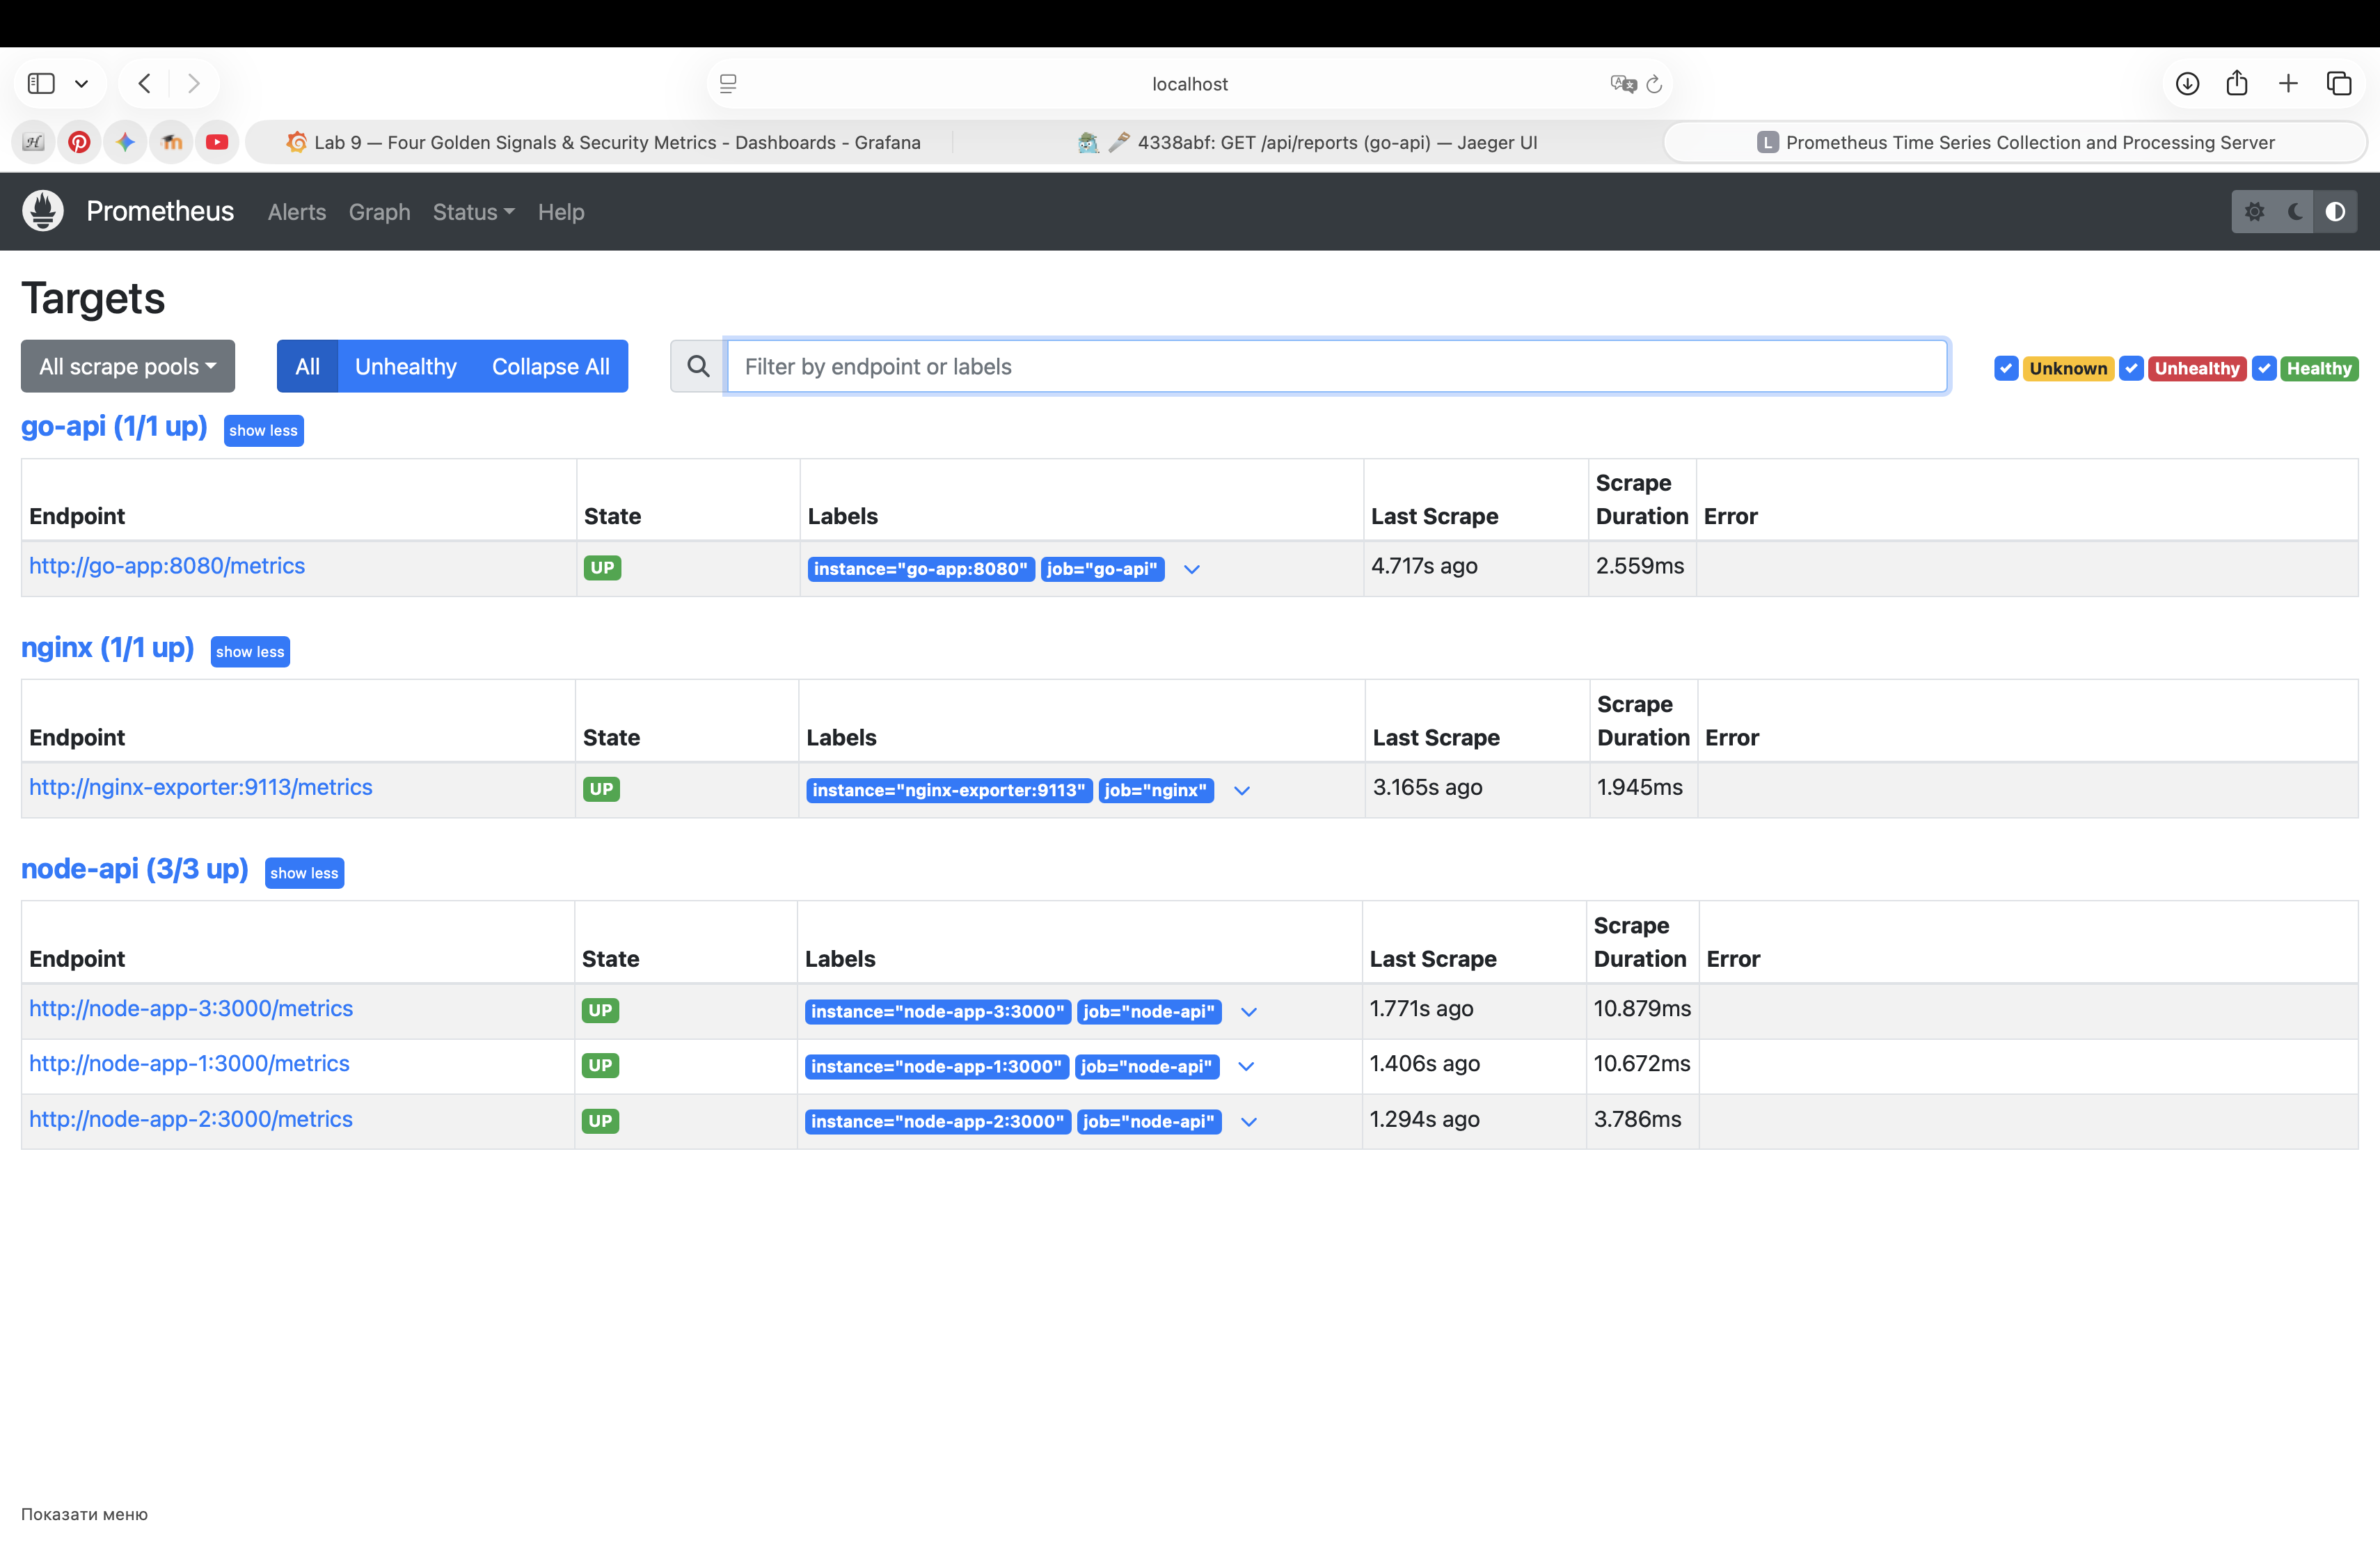 localhost
Lab 9 — Four Golden Signals & Security Metrics - Dashboards - Grafana
4338abf: GET /api/reports (go-api) — Jaeger UI
L Prometheus Time Series Collection and Processing Server
Prometheus Alerts Graph Status Help
Targets
All scrape pools All Unhealthy Collapse All Filter by endpoint or labels Unknown Unhealthy Healthy
go-api (1/1 up) show less
Endpoint State Labels Last Scrape Scrape Duration Error
http://go-app:8080/metrics UP instance="go-app:8080" job="go-api" 4.717s ago 2.559ms
nginx (1/1 up) show less
Endpoint State Labels Last Scrape Scrape Duration Error
http://nginx-exporter:9113/metrics UP instance="nginx-exporter:9113" job="nginx" 3.165s ago 1.945ms
node-api (3/3 up) show less
Endpoint State Labels Last Scrape Scrape Duration Error
http://node-app-3:3000/metrics UP instance="node-app-3:3000" job="node-api" 1.771s ago 10.879ms
http://node-app-1:3000/metrics UP instance="node-app-1:3000" job="node-api" 1.406s ago 10.672ms
http://node-app-2:3000/metrics UP instance="node-app-2:3000" job="node-api" 1.294s ago 3.786ms
Показати меню